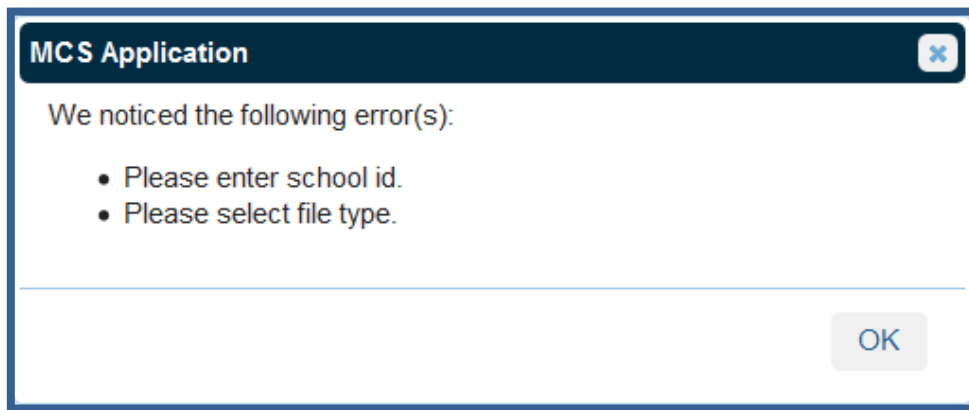 MCS Application
We noticed the following error(s):
• Please enter school id.
• Please select file type.
OK